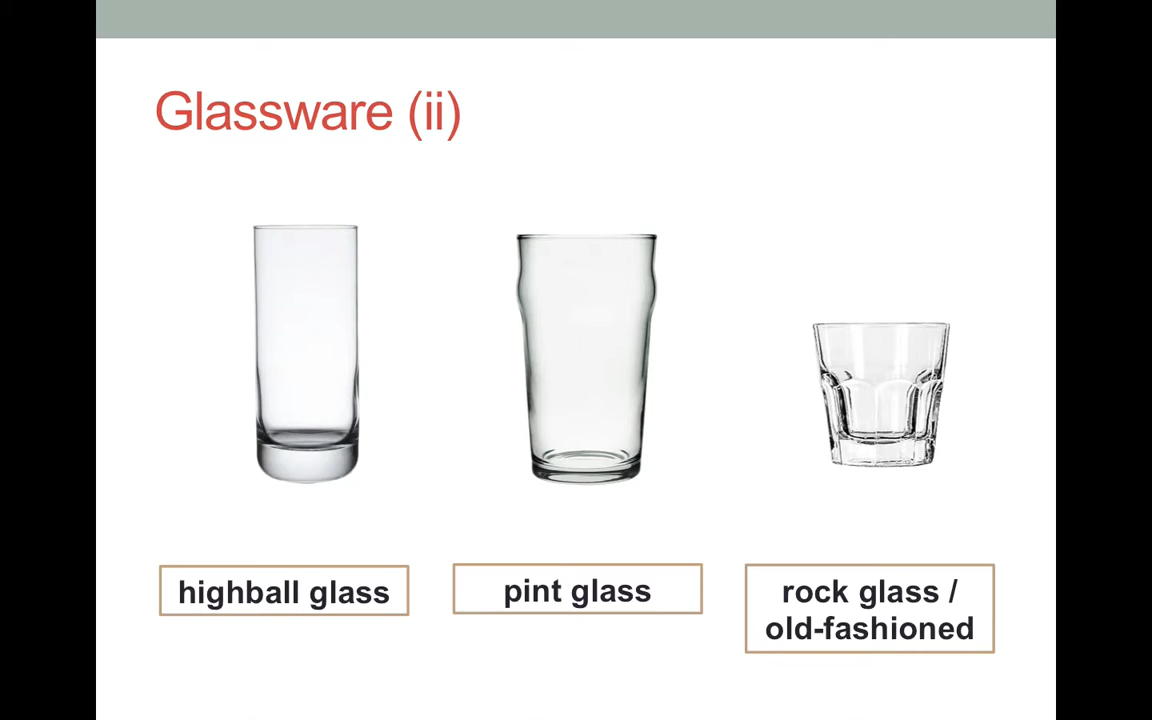 Glassware (ii)
highball glass
pint glass
rock glass /
old-fashioned